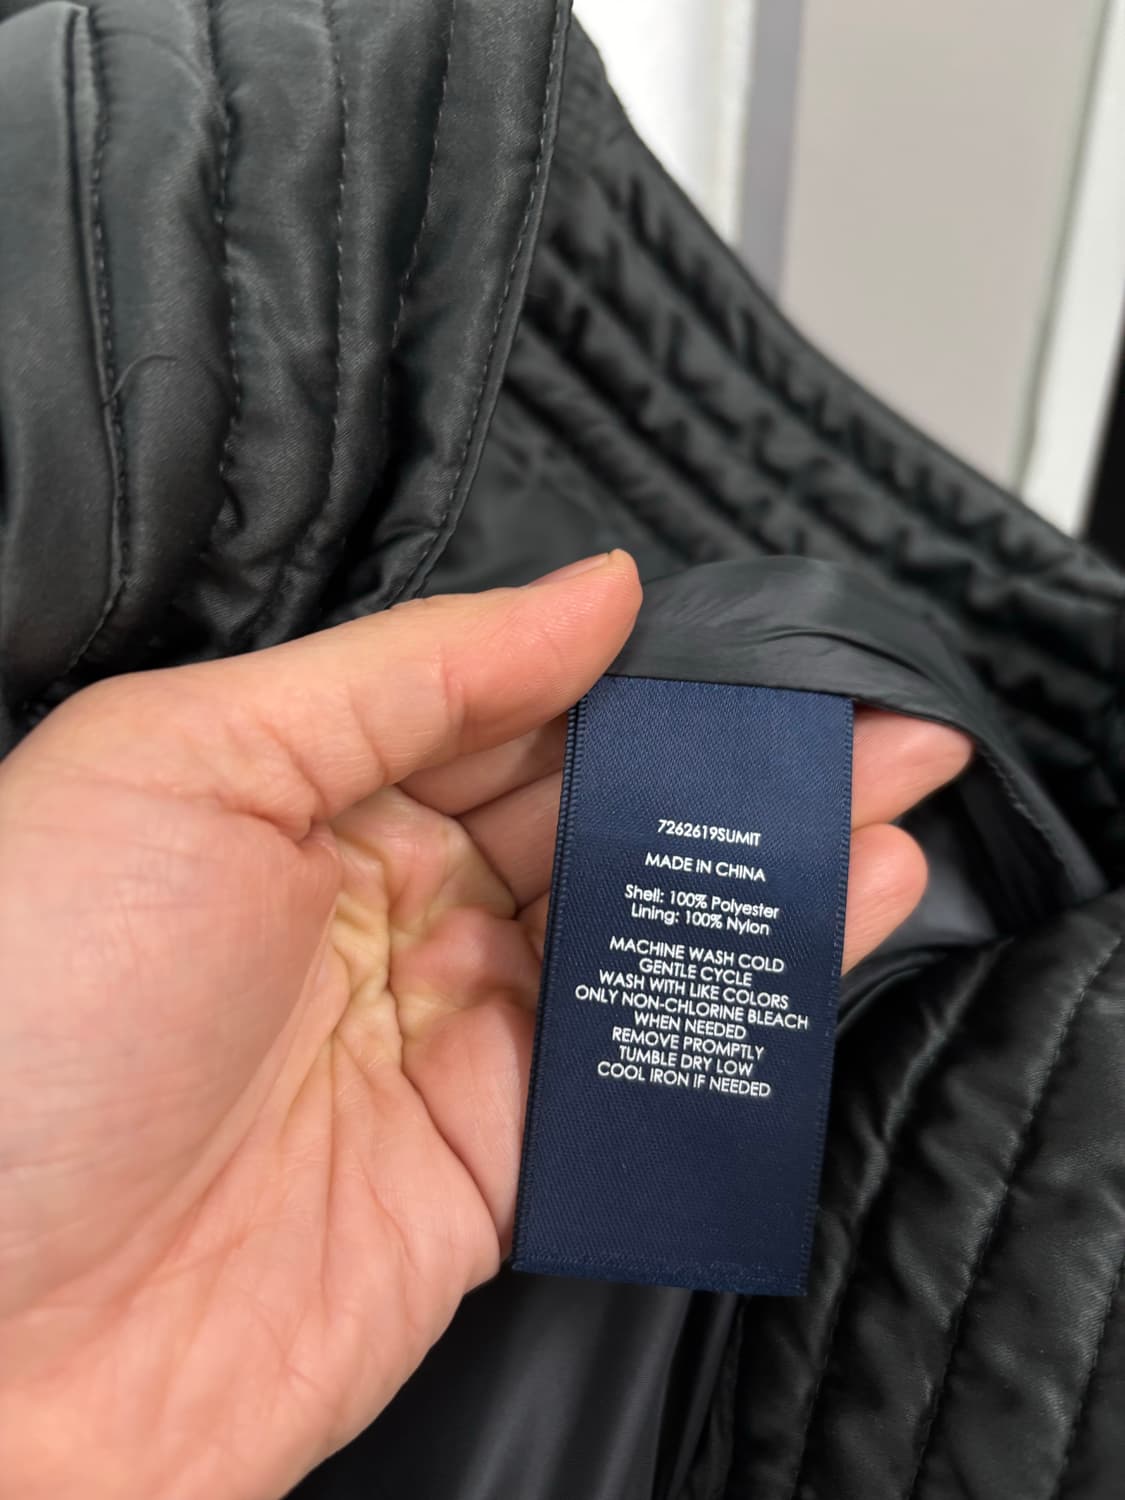 7262619SUMIT
MADE IN CHINA
Shell: 100% Polyester
Lining: 100% Nylon
MACHINE WASH COLD
GENTLE CYCLE
WASH WITH LIKE COLORS
ONLY NON-CHLORINE BLEACH
WHEN NEEDED
REMOVE PROMPTLY
TUMBLE DRY LOW
COOL IRON IF NEEDED